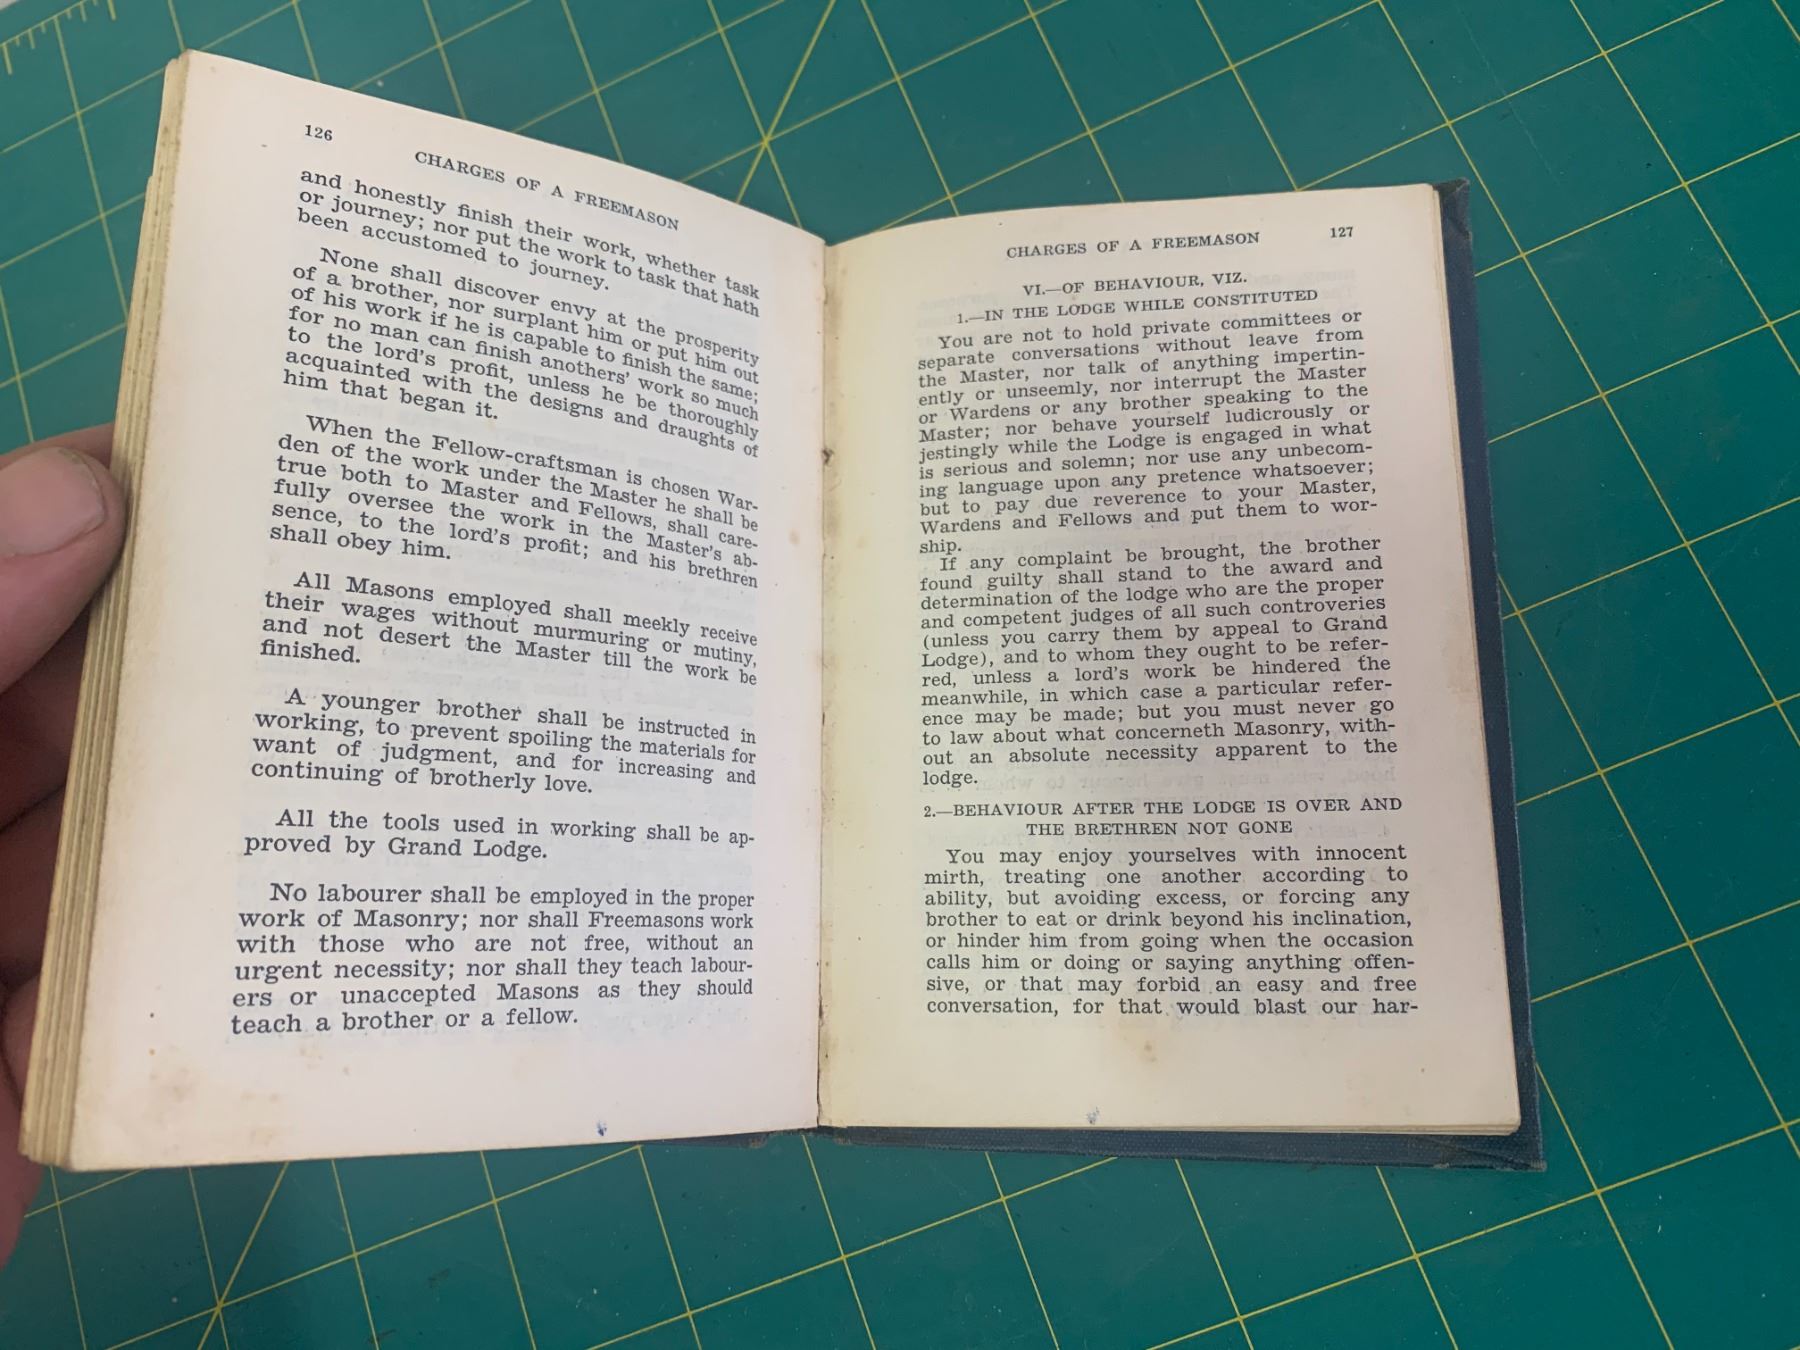 126
CHARGES OF A FREEMASON
and honestly finish their work, whether task
or journey; nor put the work to task that hath
been accustomed to journey.
None shall discover envy at the prosperity
of a brother, nor surplant him or put him out
of his work if he is capable to finish the same;
for no man can finish anothers' work so much
to the lord's profit, unless he be thoroughly
acquainted with the designs and draughts of
him that began it.
When the Fellow-craftsman is chosen War-
den of the work under the Master he shall be
true both to Master and Fellows, shall care-
fully oversee the work in the Master's ab-
sence, to the lord's profit; and his brethren
shall obey him.
All Masons employed shall meekly receive
their wages without murmuring or mutiny,
and not desert the Master till the work be
finished.
A younger brother shall be instructed in
working, to prevent spoiling the materials for
want of judgment, and for increasing and
continuing of brotherly love.
All the tools used in working shall be ap-
proved by Grand Lodge.
No labourer shall be employed in the proper
work of Masonry; nor shall Freemasons work
with those who are not free, without an
urgent necessity; nor shall they teach labour-
ers or unaccepted Masons as they should
teach a brother or a fellow.
CHARGES OF A FREEMASON 127
VI.—OF BEHAVIOUR, VIZ.
1.—IN THE LODGE WHILE CONSTITUTED
You are not to hold private committees or
separate conversations without leave from
the Master, nor talk of anything impertin-
ently or unseemly, nor interrupt the Master
or Wardens or any brother speaking to the
Master; nor behave yourself ludicrously or
jestingly while the Lodge is engaged in what
is serious and solemn; nor use any unbecom-
ing language upon any pretence whatsoever;
but to pay due reverence to your Master,
Wardens and Fellows and put them to wor-
ship.
If any complaint be brought, the brother
found guilty shall stand to the award and
determination of the lodge who are the proper
and competent judges of all such controveries
(unless you carry them by appeal to Grand
Lodge), and to whom they ought to be refer-
red, unless a lord's work be hindered the
meanwhile, in which case a particular refer-
ence may be made; but you must never go
to law about what concerneth Masonry, with-
out an absolute necessity apparent to the
lodge.
2.—BEHAVIOUR AFTER THE LODGE IS OVER AND
THE BRETHREN NOT GONE
You may enjoy yourselves with innocent
mirth, treating one another according to
ability, but avoiding excess, or forcing any
brother to eat or drink beyond his inclination,
or hinder him from going when the occasion
calls him or doing or saying anything offen-
sive, or that may forbid an easy and free
conversation, for that would blast our har-